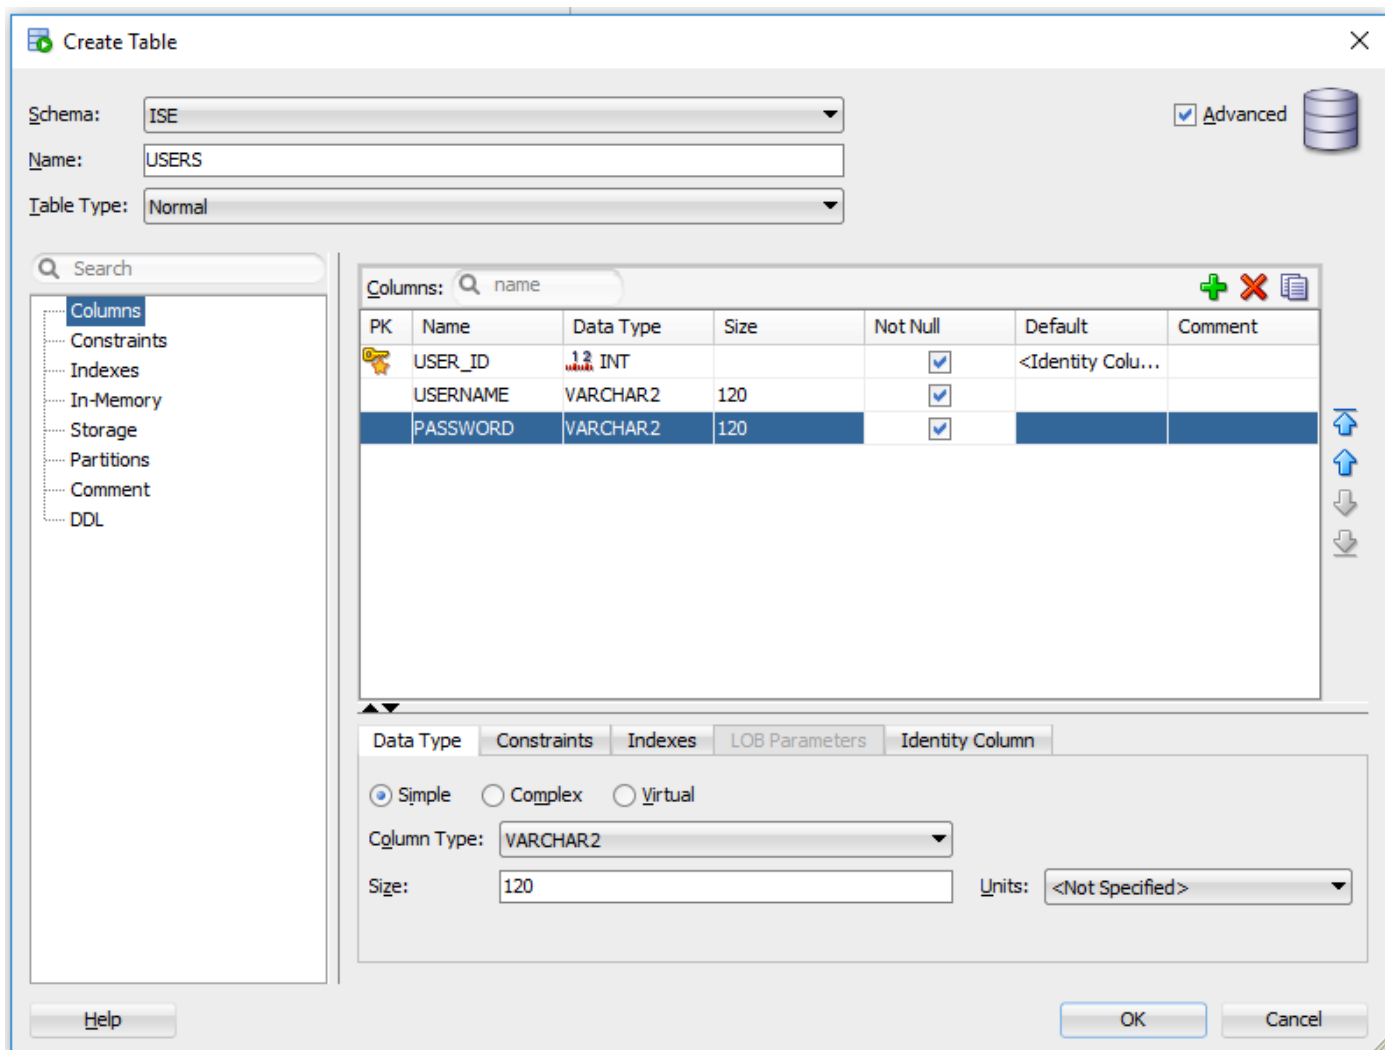 Create Table
Schema: ISE
Advanced
Name: USERS
Table Type: Normal
Search
Columns
Constraints
Indexes
In-Memory
Storage
Partitions
Comment
DDL
Columns: name
PK Name Data Type Size Not Null Default Comment
USER_ID INT <Identity Colu...
USERNAME VARCHAR2 120
PASSWORD VARCHAR2 120
Data Type Constraints Indexes LOB Parameters Identity Column
Simple Complex Virtual
Column Type: VARCHAR2
Size: 120 Units: <Not Specified>
Help OK Cancel